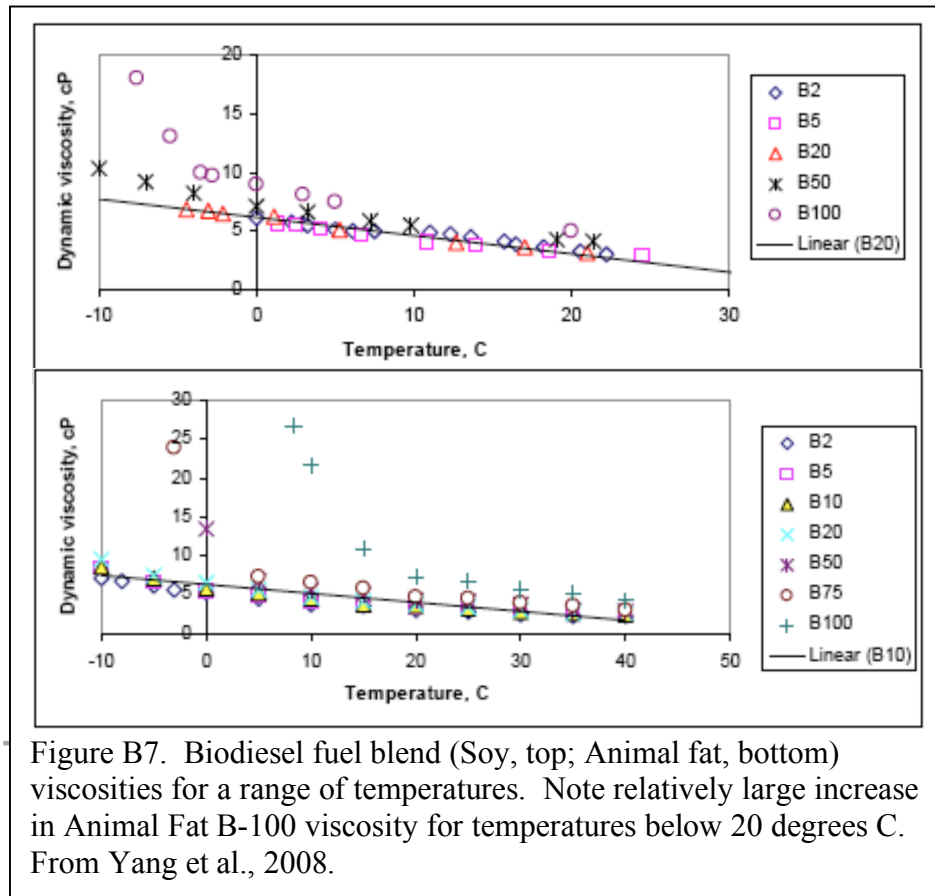 20
15
10
5
0
-10
0
10
20
30
Dynamic viscosity, cP
Temperature, C
B2
B5
B20
B50
B100
Linear (B20)
30
25
20
15
10
5
0
-10
0
10
20
30
40
50
Dynamic viscosity, cP
Temperature, C
B2
B5
B10
B20
B50
B75
B100
Linear (B10)
Figure B7. Biodiesel fuel blend (Soy, top; Animal fat, bottom)
viscosities for a range of temperatures. Note relatively large increase
in Animal Fat B-100 viscosity for temperatures below 20 degrees C.
From Yang et al., 2008.